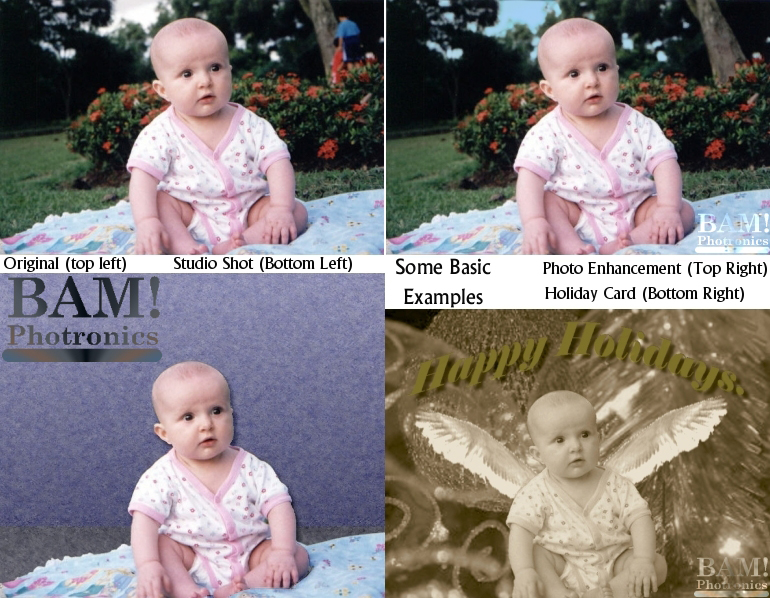 BAM!
Photronics
Original (top left)
Studio Shot (Bottom Left)
Some Basic
Examples
Photo Enhancement (Top Right)
Holiday Card (Bottom Right)
BAM!
Photronics
Happy Holidays.
BAM!
Photronics